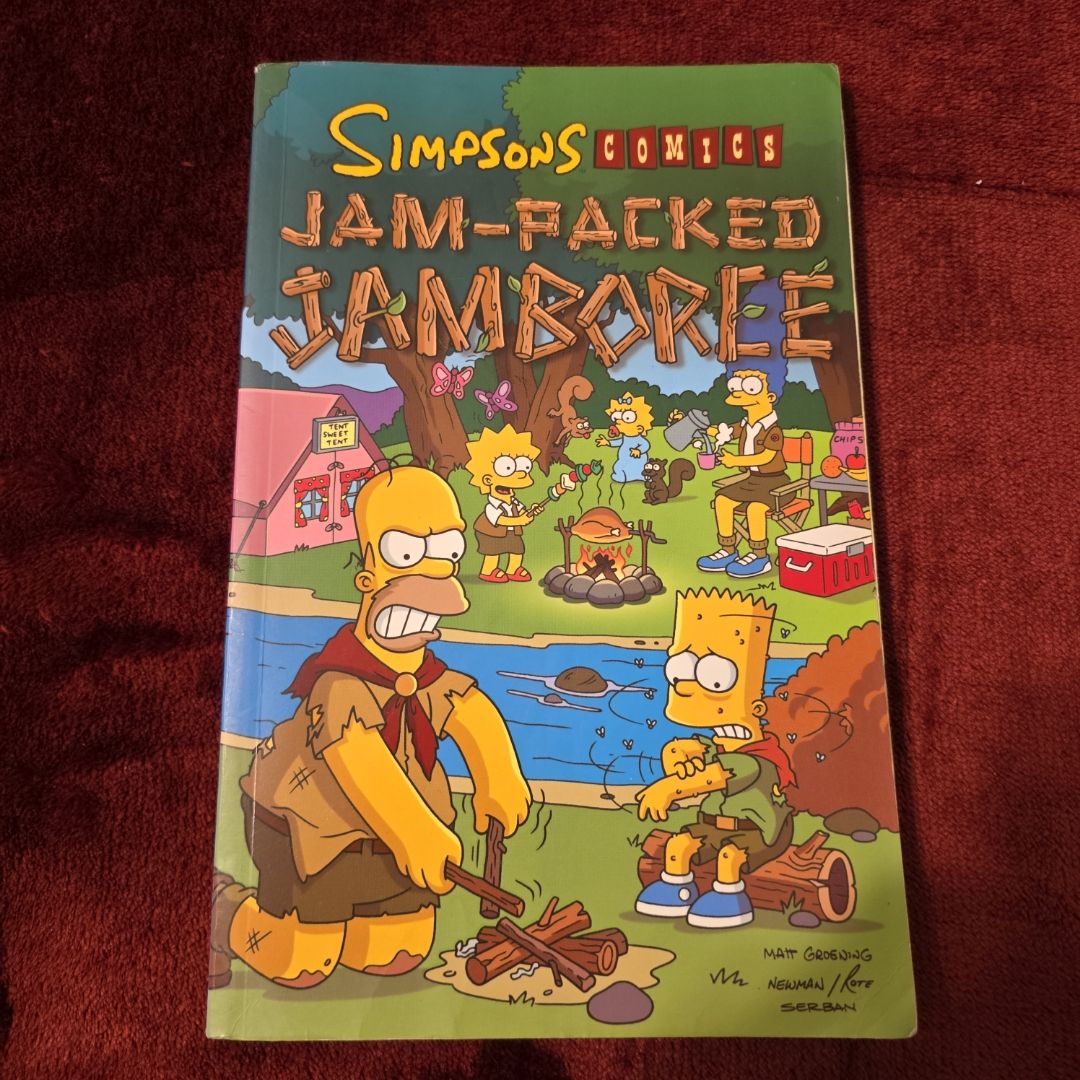 SIMPSONS COMICS
JAM-PACKED
JAMBOREE
TENT
SWEET
TENT
CHIPS
MATT GROENING
NEWMAN / ROTE
SERBAN